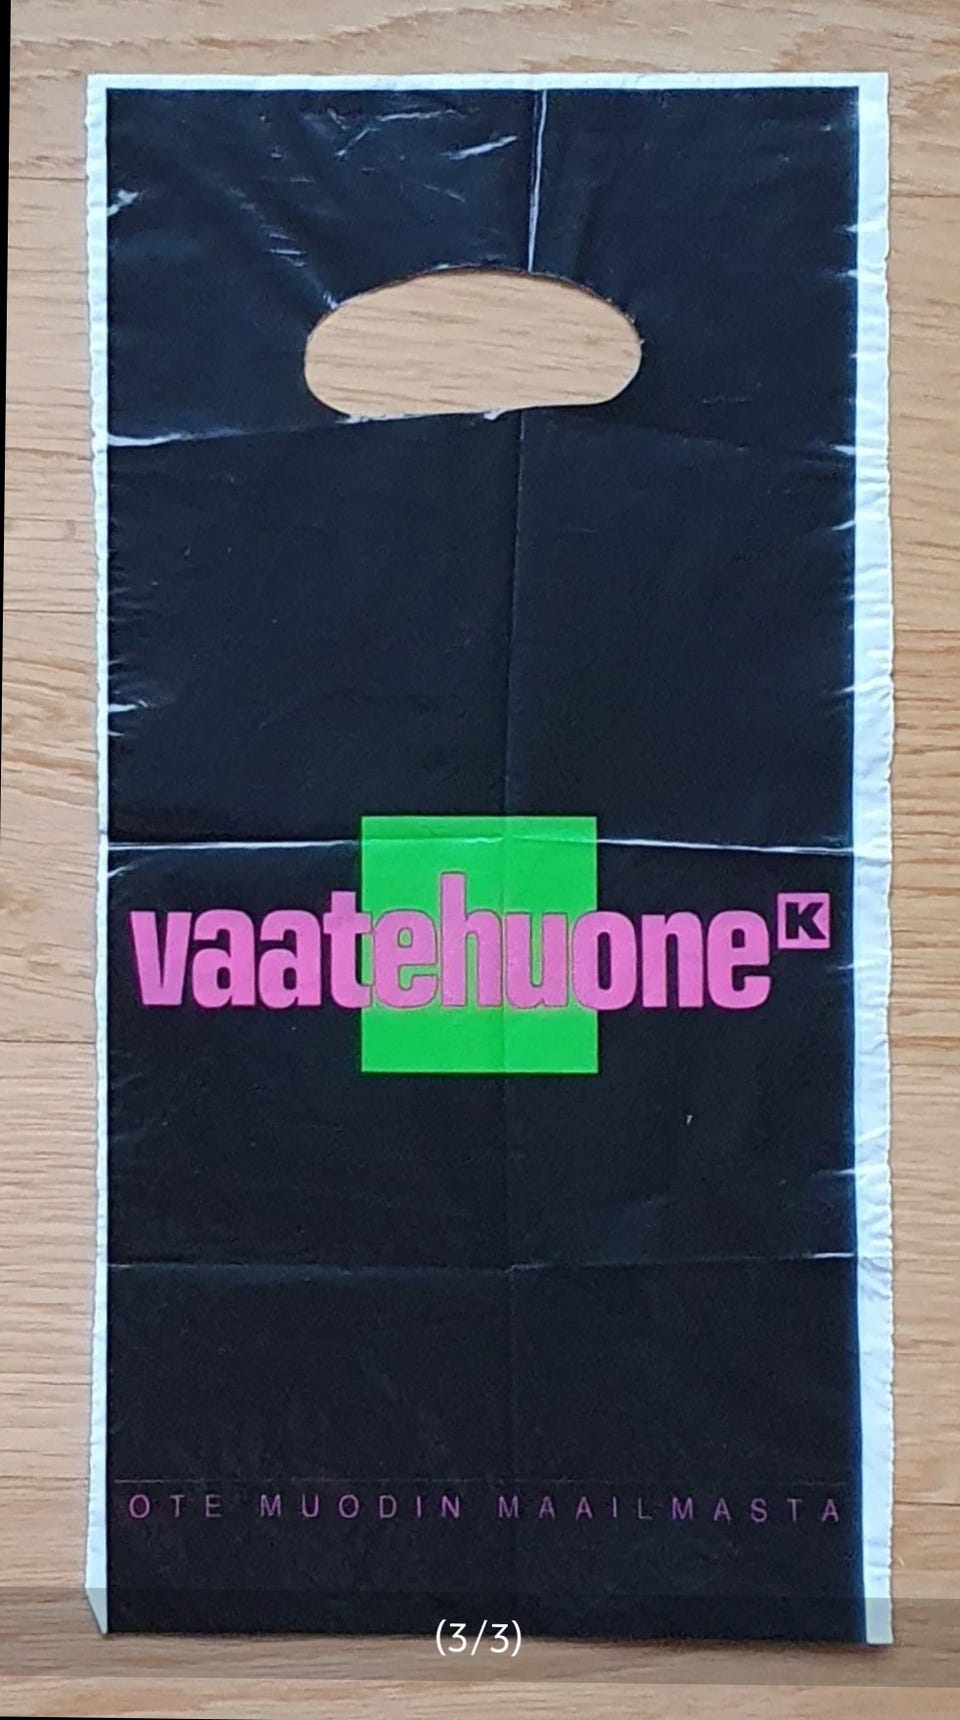 vaatehuone K
OTE MUODIN MAAILMASTA
(3/3)